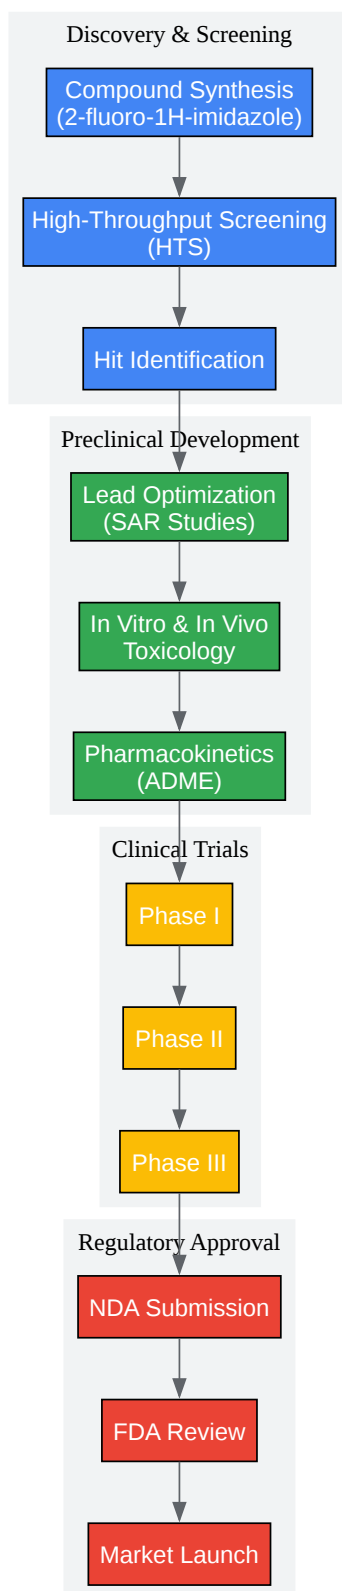 Discovery & Screening
Compound Synthesis
(2-fluoro-1H-imidazole)
High-Throughput Screening
(HTS)
Hit Identification
Preclinical Development
Lead Optimization
(SAR Studies)
In Vitro & In Vivo
Toxicology
Pharmacokinetics
(ADME)
Clinical Trials
Phase I
Phase II
Phase III
Regulatory Approval
NDA Submission
FDA Review
Market Launch